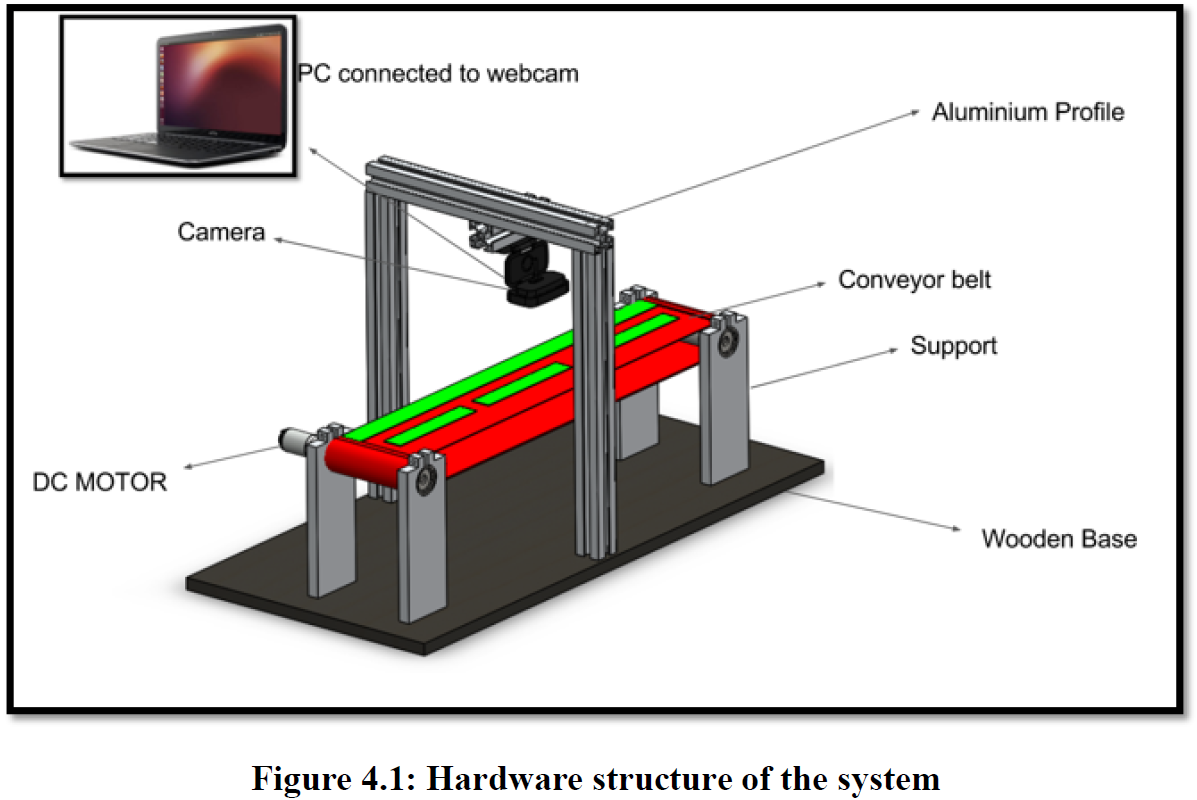 PC connected to webcam
Aluminium Profile
Camera
Conveyor belt
Support
DC MOTOR
Wooden Base
Figure 4.1: Hardware structure of the system